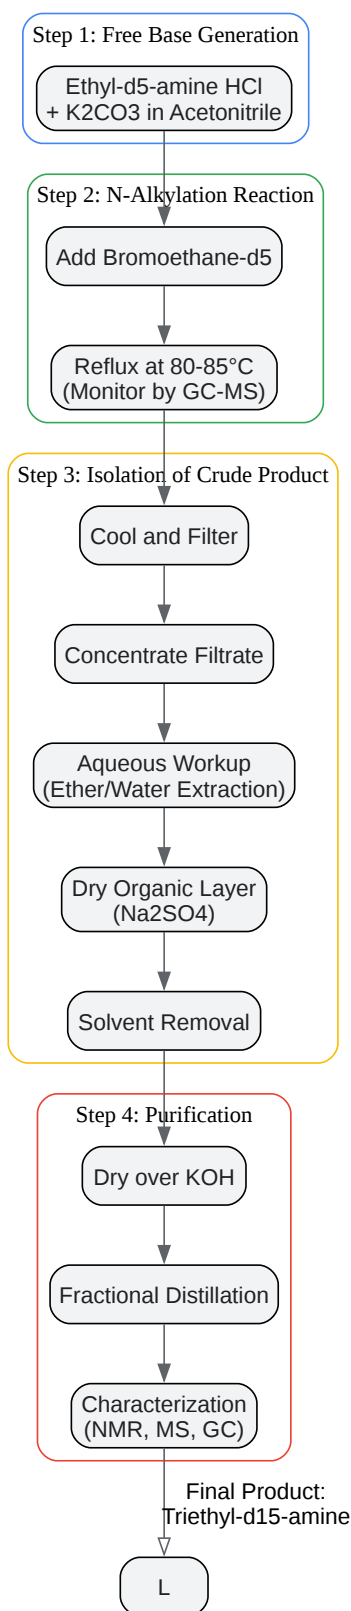 Step 1: Free Base Generation
Ethyl-d5-amine HCl
+ K2CO3 in Acetonitrile
Step 2: N-Alkylation Reaction
Add Bromoethane-d5
Reflux at 80-85°C
(Monitor by GC-MS)
Step 3: Isolation of Crude Product
Cool and Filter
Concentrate Filtrate
Aqueous Workup
(Ether/Water Extraction)
Dry Organic Layer
(Na2SO4)
Solvent Removal
Step 4: Purification
Dry over KOH
Fractional Distillation
Characterization
(NMR, MS, GC)
Final Product:
Triethyl-d15-amine
L